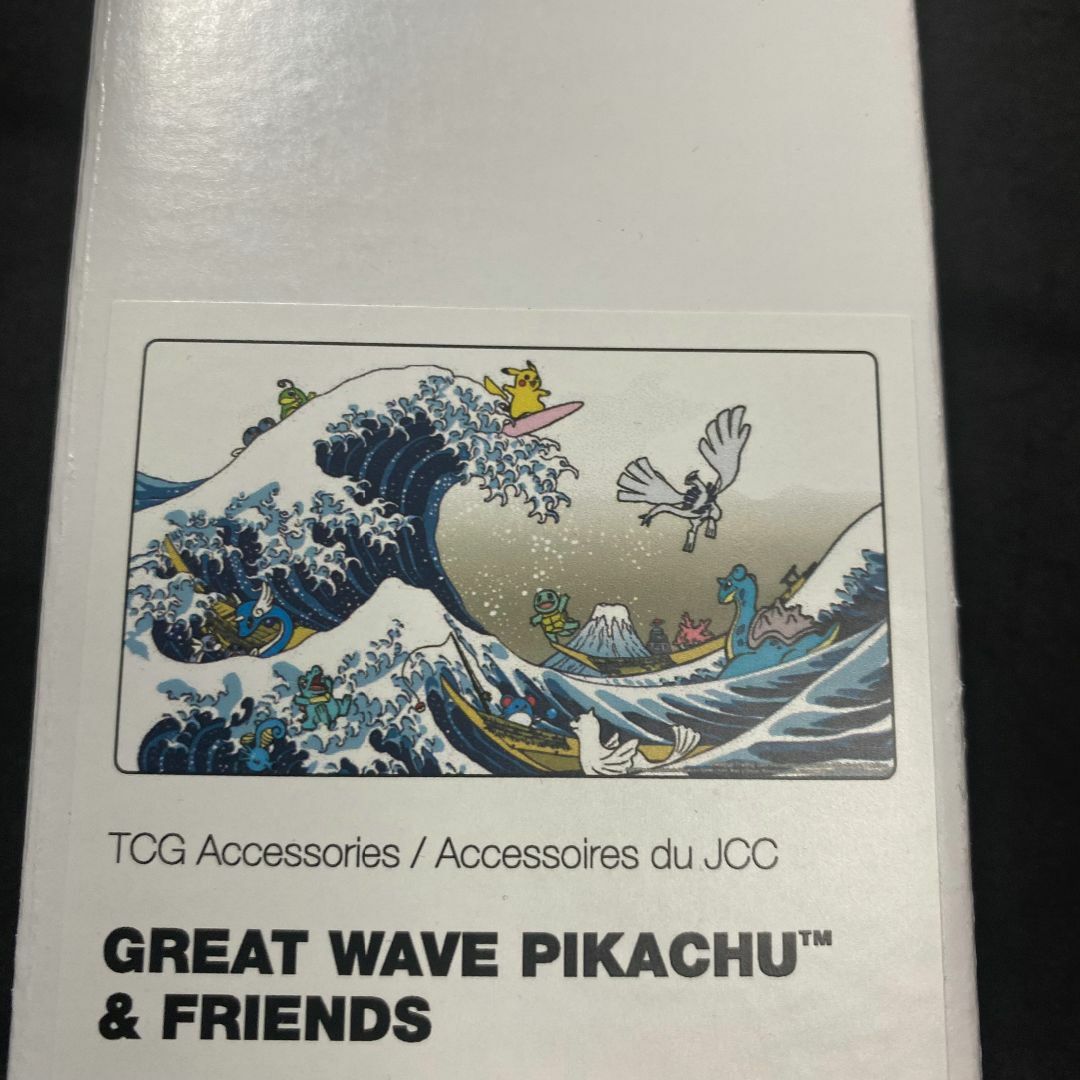 TCG Accessories / Accessoires du JCC
GREAT WAVE PIKACHU™
& FRIENDS